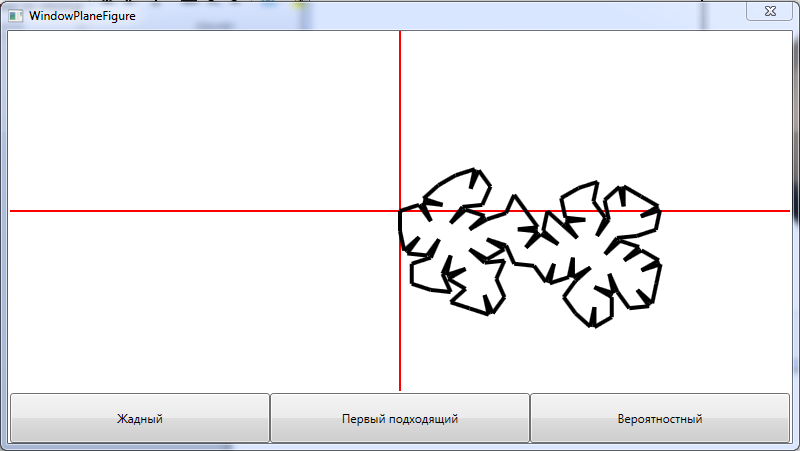 WindowPlaneFigure
Жадный
Первый подходящий
Вероятностный